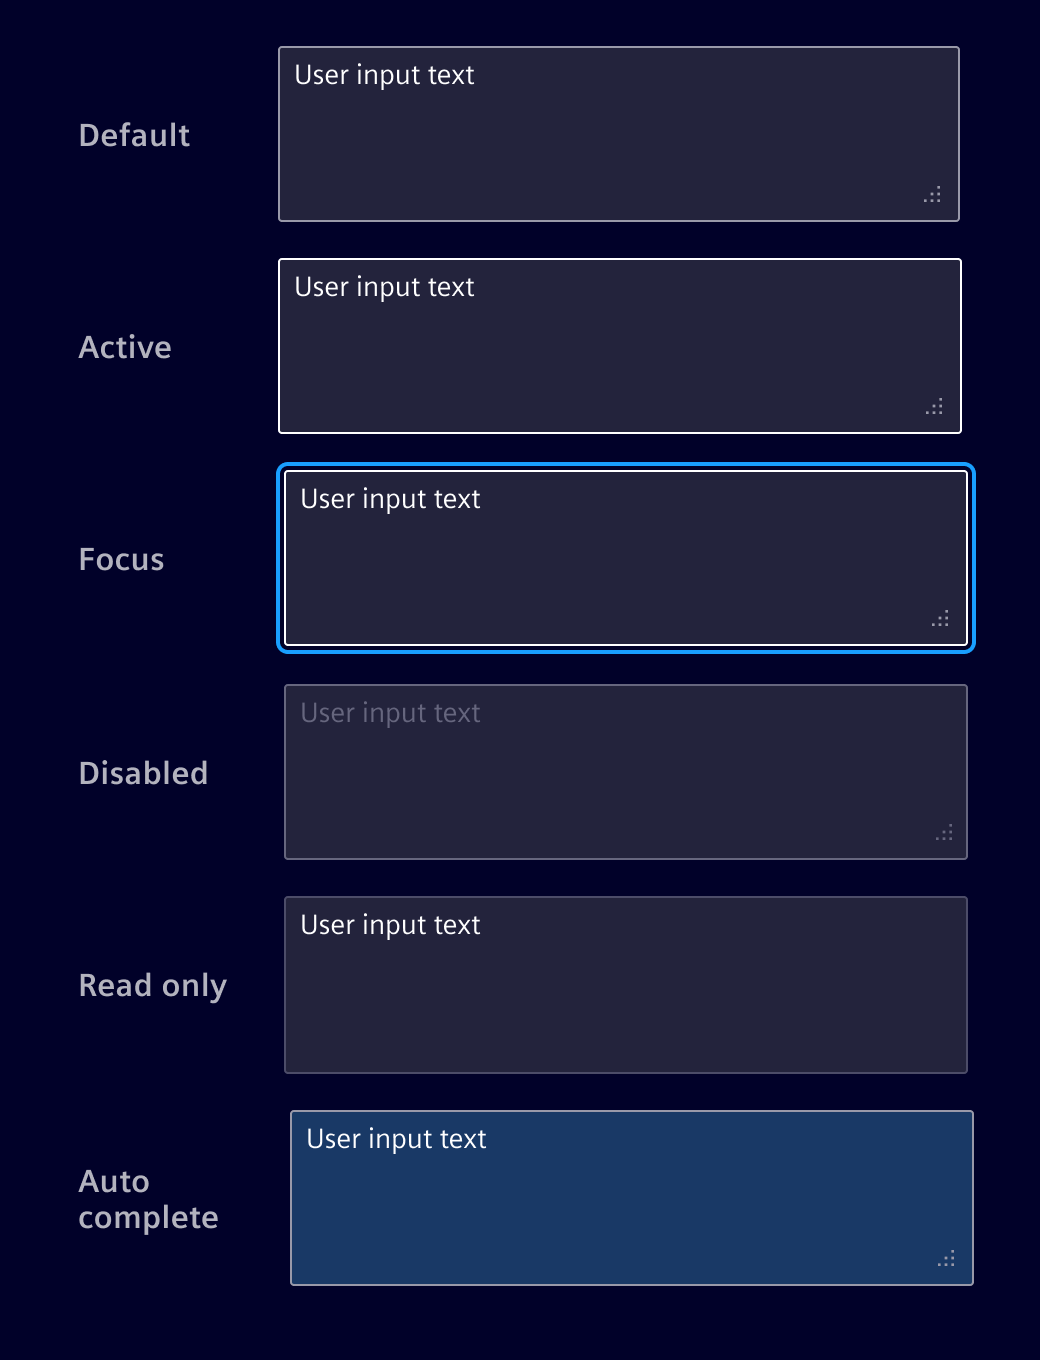 User input text
Default
User input text
Active
User input text
Focus
User input text
Disabled
User input text
Read only
User input text
Auto
complete